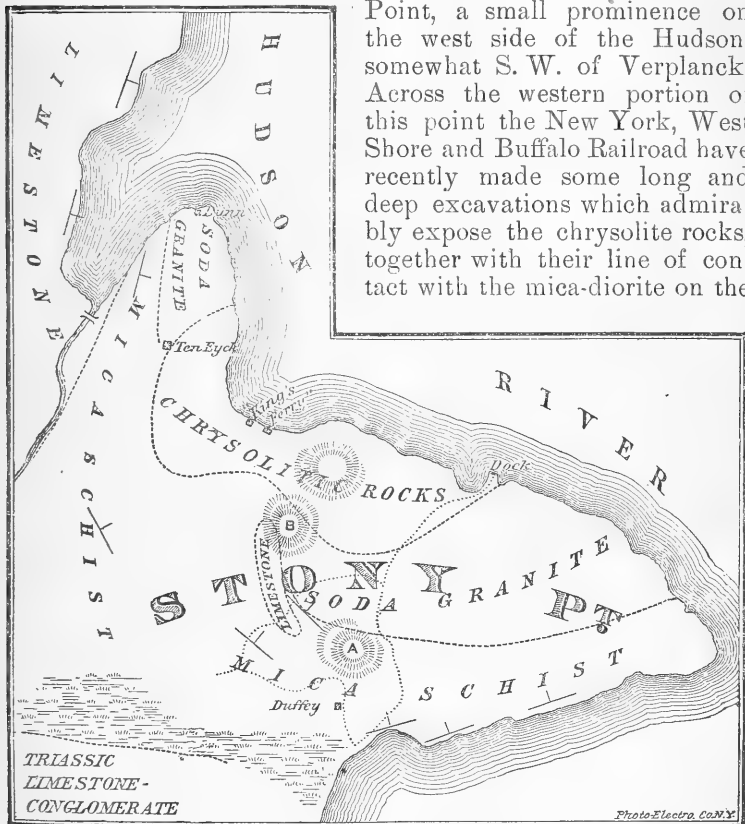 Point, a small prominence on
the west side of the Hudson
somewhat S. W. of Verplanck
Across the western portion o
this point the New York, West
Shore and Buffalo Railroad have
recently made some long and
deep excavations which admira-
bly expose the chrysolite rocks,
together with their line of con-
tact with the mica-diorite on the
LIMESTONE
HUDSON
RIVER
Dunn
SODA
GRANITE
MICA SCHIST
Ten Eyck
King's
Ferry
CHRYSOLITIC ROCKS
Dock
B
LIMESTONE
STONY PT.
SODA GRANITE
A
MICA SCHIST
Duffey
TRIASSIC
LIMESTONE-
CONGLOMERATE
Photo-Electro. Co. N.Y.